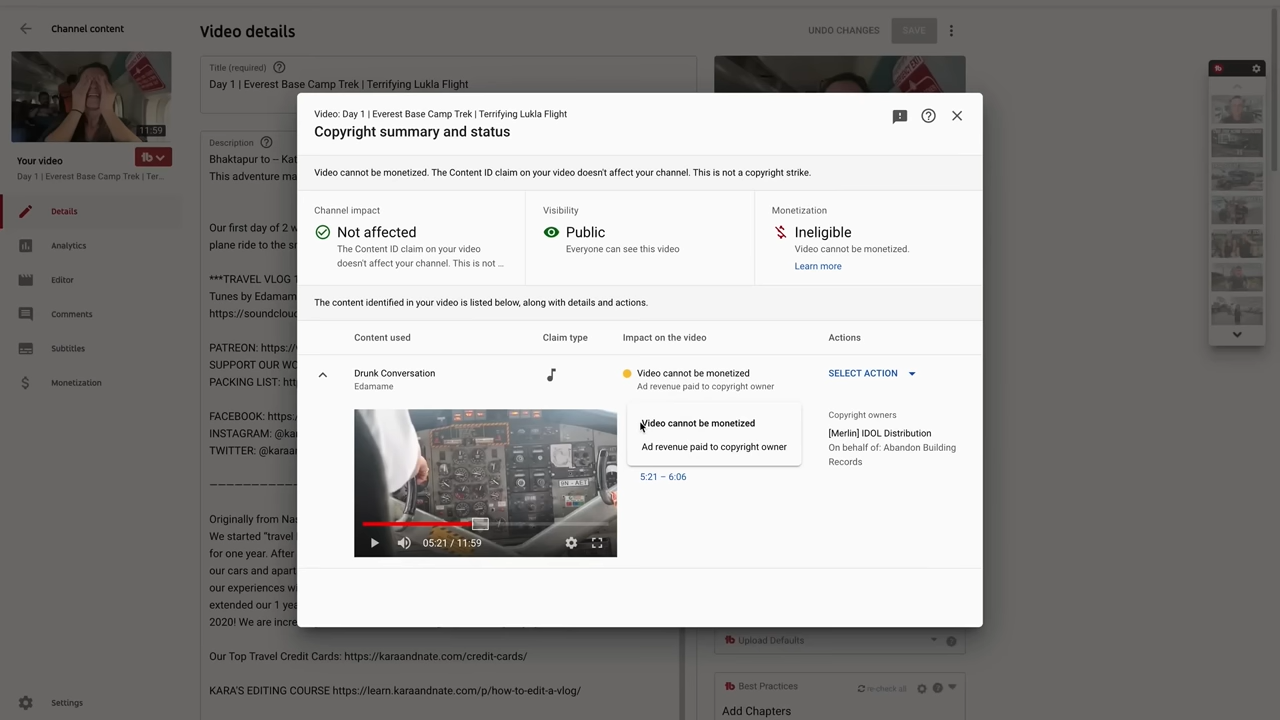 Channel content
Video details
UNDO CHANGES
SAVE
11:59
Your video
Day 1 | Everest Base Camp Trek | Ter...
Details
Analytics
Editor
Comments
Subtitles
Monetization
Settings
Title (required)
Day 1 | Everest Base Camp Trek | Terrifying Lukla Flight
Description
Bhaktapur to – Kat
This adventure ma
Our first day of 2 w
plane ride to the sn
***TRAVEL VLOG 1
Tunes by Edamam
https://soundclou
PATREON: https://
SUPPORT OUR WO
PACKING LIST: htt
FACEBOOK: https
INSTAGRAM: @ka
TWITTER: @karaa
Originally from Nas
We started "travel
for one year. After
our cars and apart
our experiences wi
extended our 1 yea
2020! We are incre
Our Top Travel Credit Cards: https://karaandnate.com/credit-cards/
KARA'S EDITING COURSE https://learn.karaandnate.com/p/how-to-edit-a-vlog/
Video: Day 1 | Everest Base Camp Trek | Terrifying Lukla Flight
Copyright summary and status
Video cannot be monetized. The Content ID claim on your video doesn't affect your channel. This is not a copyright strike.
Channel impact
Not affected
The Content ID claim on your video
doesn't affect your channel. This is not ...
Visibility
Public
Everyone can see this video
Monetization
Ineligible
Video cannot be monetized.
Learn more
The content identified in your video is listed below, along with details and actions.
Content used Claim type Impact on the video Actions
Drunk Conversation
Edamame
Video cannot be monetized
Ad revenue paid to copyright owner
SELECT ACTION
Video cannot be monetized
Ad revenue paid to copyright owner
5:21 – 6:06
Copyright owners
[Merlin] IDOL Distribution
On behalf of: Abandon Building
Records
9N-AET
05:21 / 11:59
Upload Defaults
Best Practices
re-check all
Add Chapters